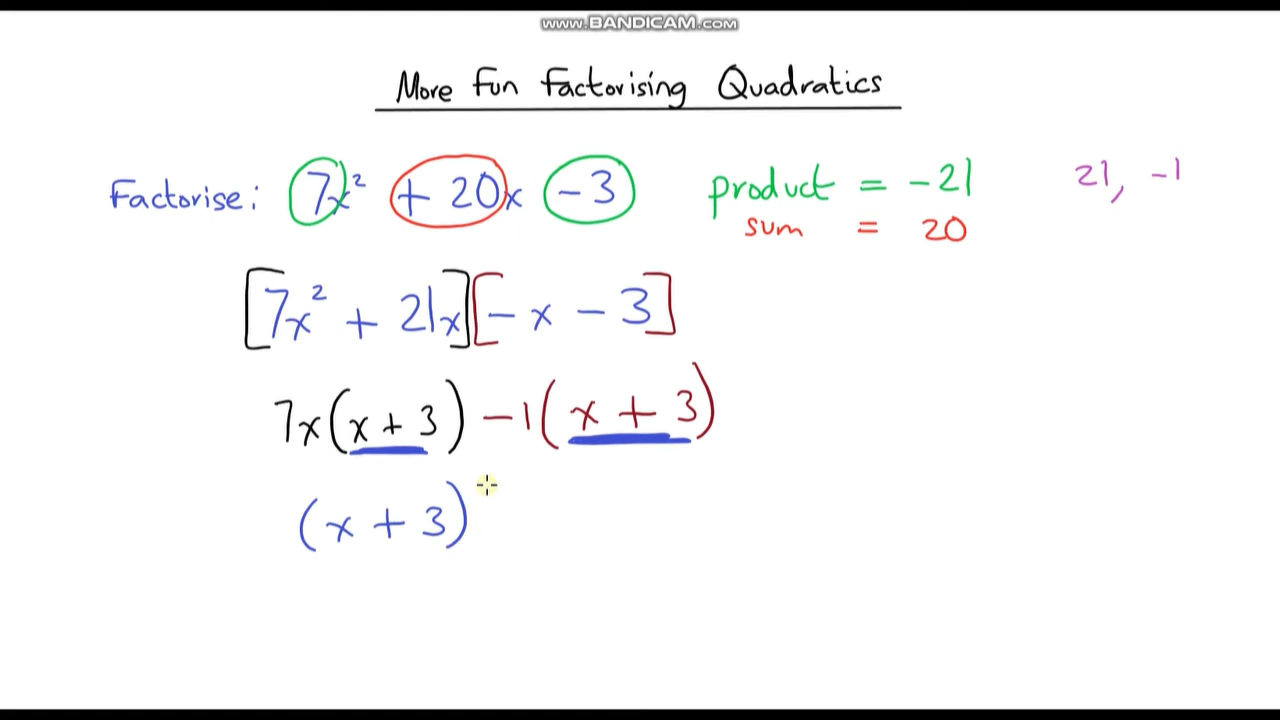 www.BANDICAM.com
More Fun Factorising Quadratics
Factorise: 7x² + 20x - 3 product = -21 21, -1
sum = 20
[7x² + 21x][- x - 3]
7x(x + 3) - 1(x + 3)
(x + 3)